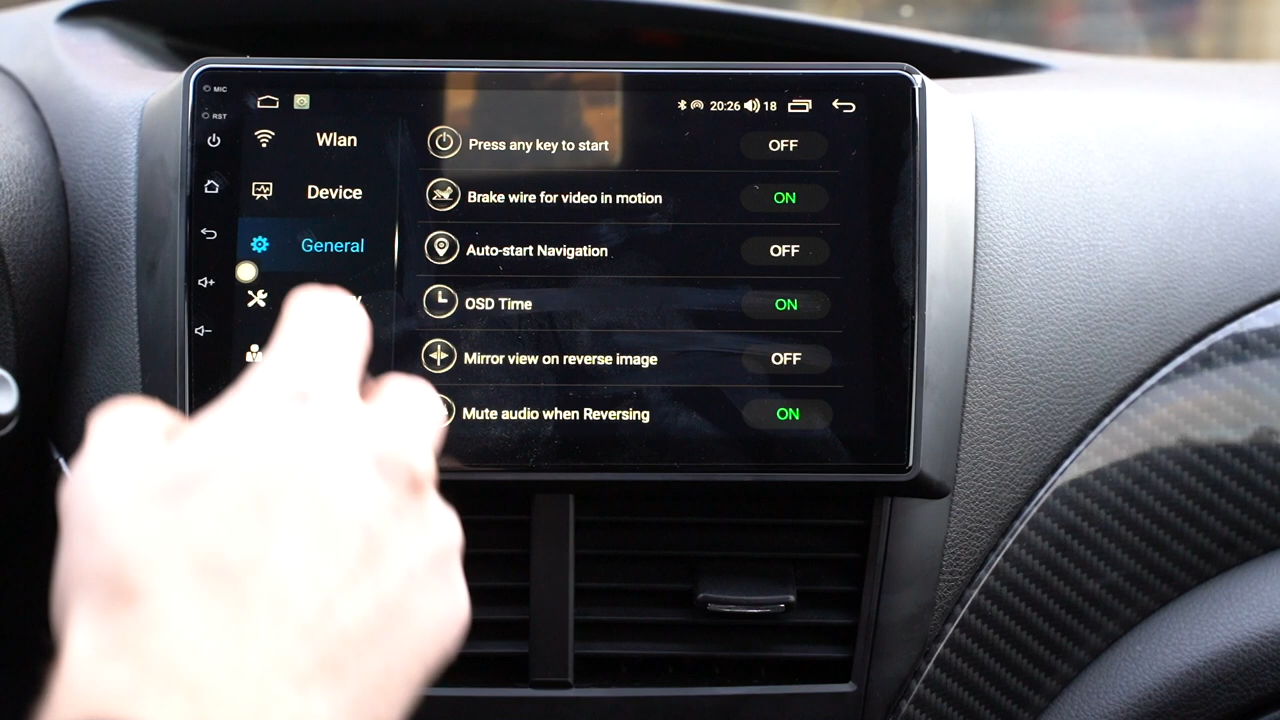 MIC
20:26 18
RST
Wlan
Press any key to start OFF
Device
Brake wire for video in motion ON
General
Auto-start Navigation OFF
OSD Time ON
Mirror view on reverse image OFF
Mute audio when Reversing ON